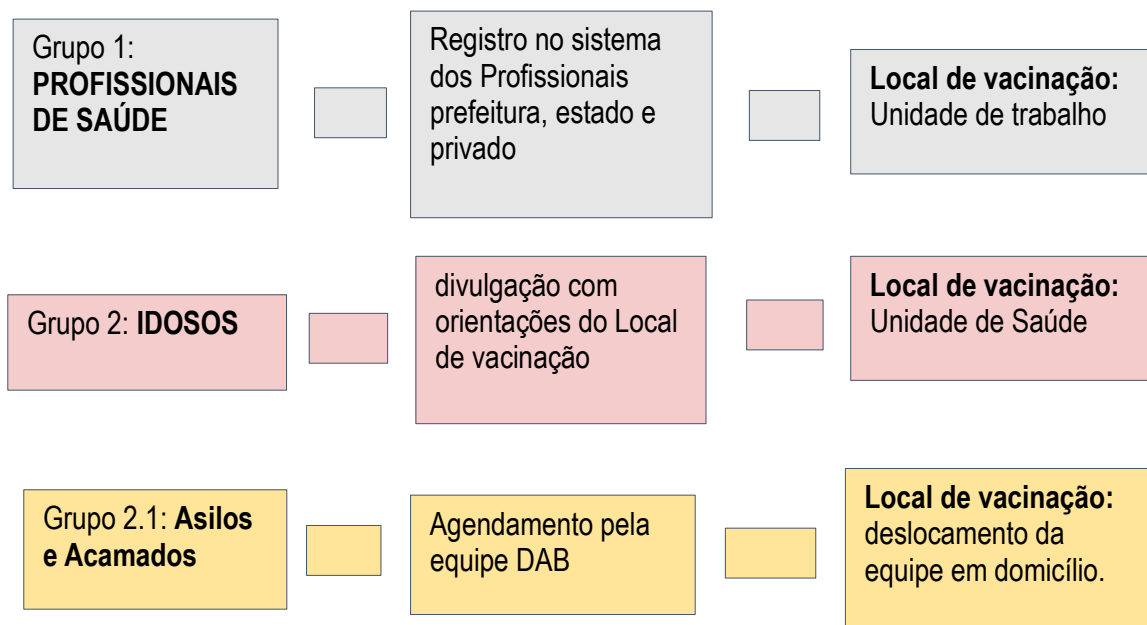 Grupo 1:
PROFISSIONAIS
DE SAÚDE
Registro no sistema
dos Profissionais
prefeitura, estado e
privado
Local de vacinação:
Unidade de trabalho
Grupo 2: IDOSOS
divulgação com
orientações do Local
de vacinação
Local de vacinação:
Unidade de Saúde
Grupo 2.1: Asilos
e Acamados
Agendamento pela
equipe DAB
Local de vacinação:
deslocamento da
equipe em domicílio.